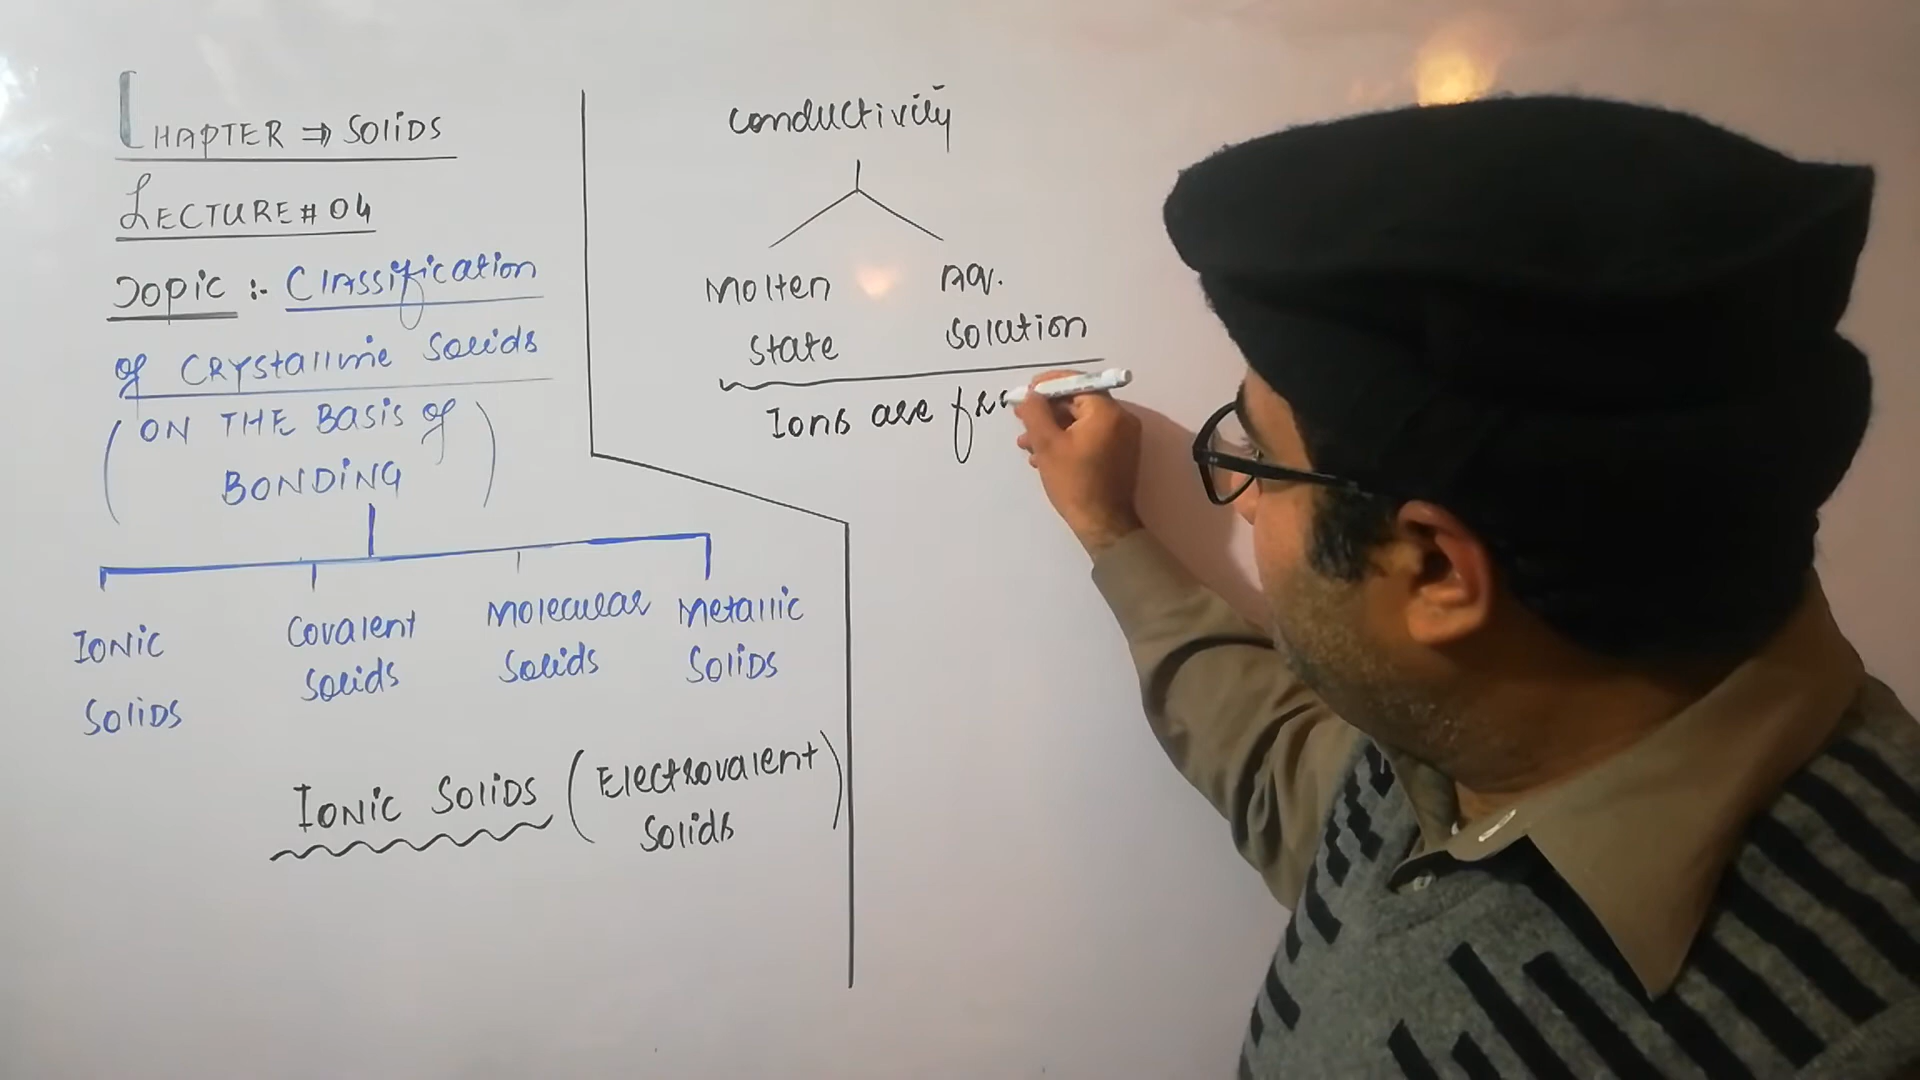 CHAPTER ⇒ SOLIDS
LECTURE # 04
Topic :- Classification
of CRYstalline Solids
(ON THE BASIS of
BONDING)
IONIC
SOLIDS
Covalent
Solids
Molecular
Solids
Metallic
SOLIDS
IONIC SOLIDS (Electrovalent
Solids)
Conductivity
Molten
State
Aq.
Solution
Ions are fre